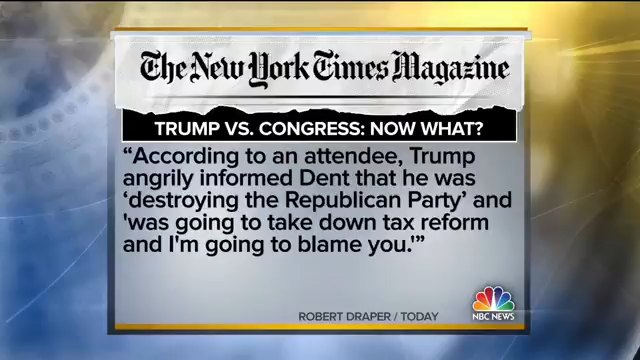 The New York Times Magazine
TRUMP VS. CONGRESS: NOW WHAT?
“According to an attendee, Trump
angrily informed Dent that he was
‘destroying the Republican Party’ and
'was going to take down tax reform
and I'm going to blame you.'”
ROBERT DRAPER / TODAY
NBC NEWS